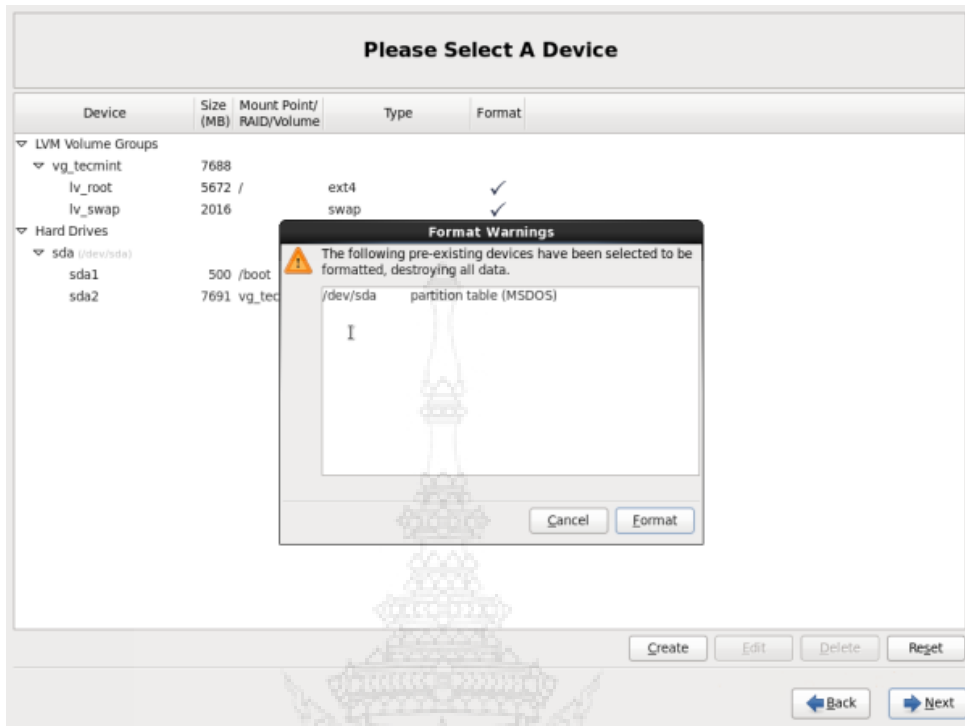 Please Select A Device
Device Size (MB) Mount Point/ RAID/Volume Type Format
LVM Volume Groups
vg_tecmint 7688
lv_root 5672 / ext4
lv_swap 2016 swap
Hard Drives
sda (/dev/sda)
sda1 500 /boot
sda2 7691 vg_tec
Format Warnings
The following pre-existing devices have been selected to be
formatted, destroying all data.
/dev/sda partition table (MSDOS)
Cancel Format
Create Edit Delete Reset
Back Next